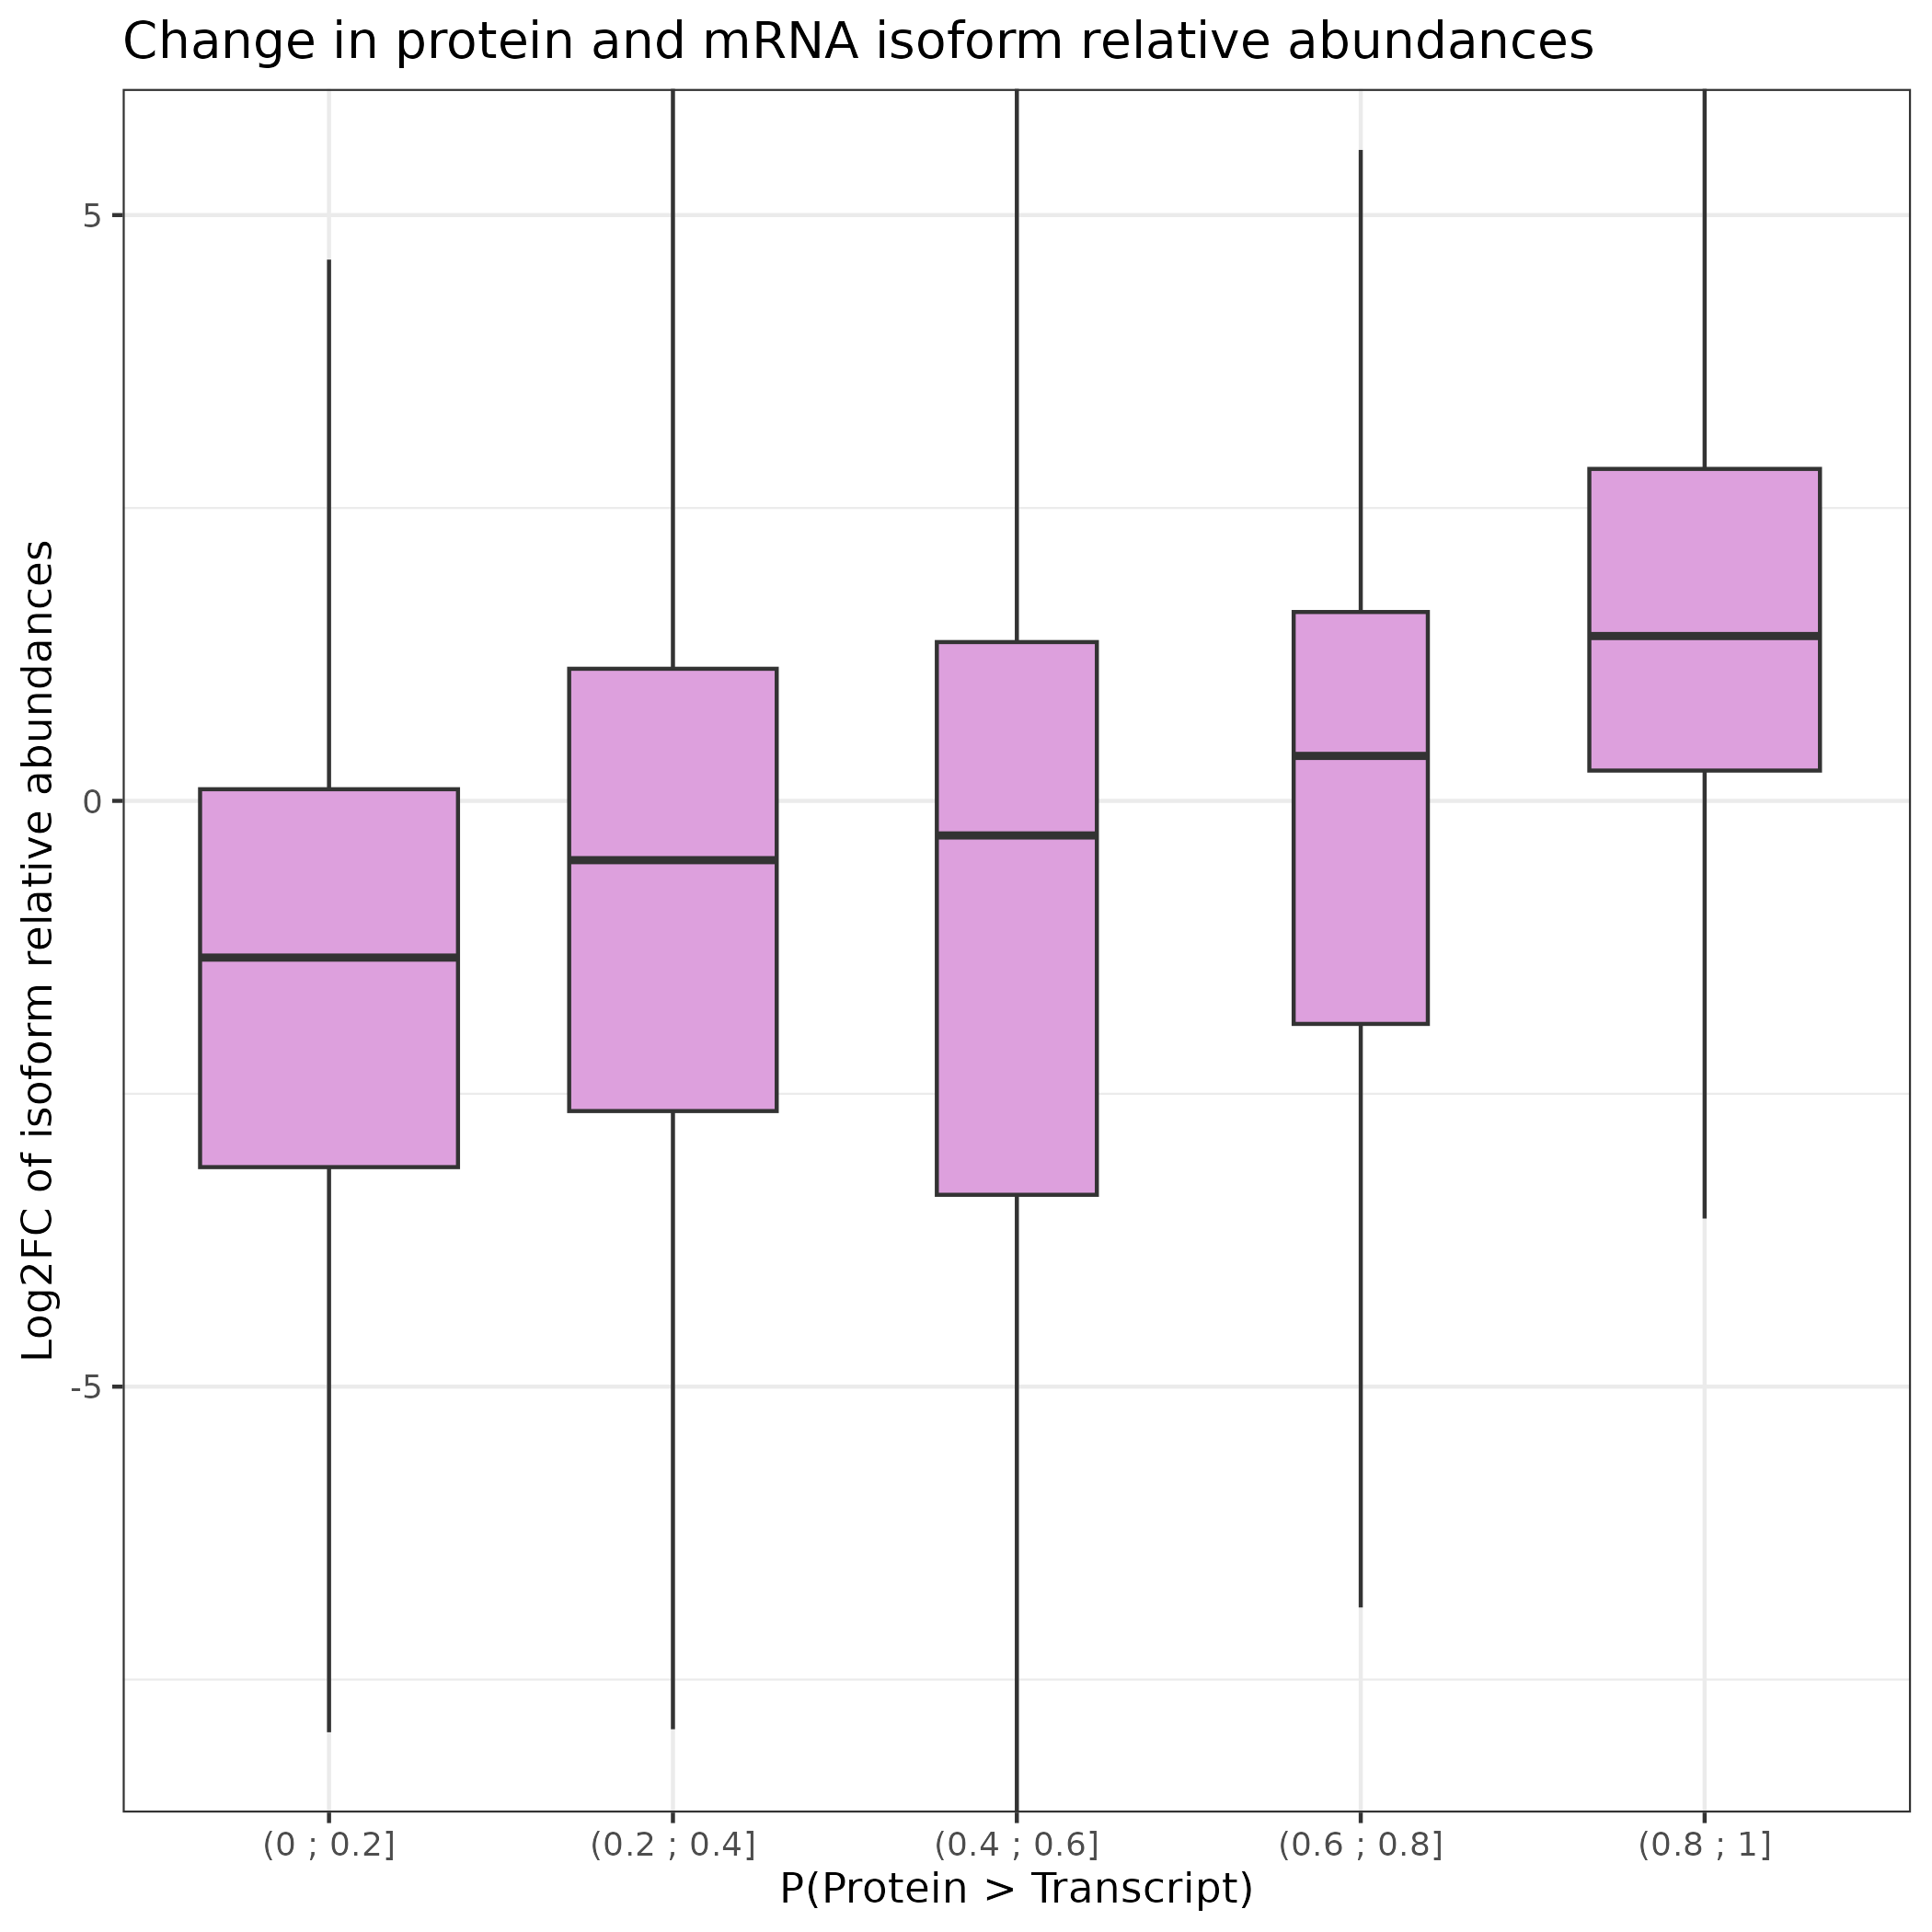 Change in protein and mRNA isoform relative abundances
Log2FC of isoform relative abundances
5
0
-5
(0 ; 0.2]
(0.2 ; 0.4]
(0.4 ; 0.6]
(0.6 ; 0.8]
(0.8 ; 1]
P(Protein > Transcript)